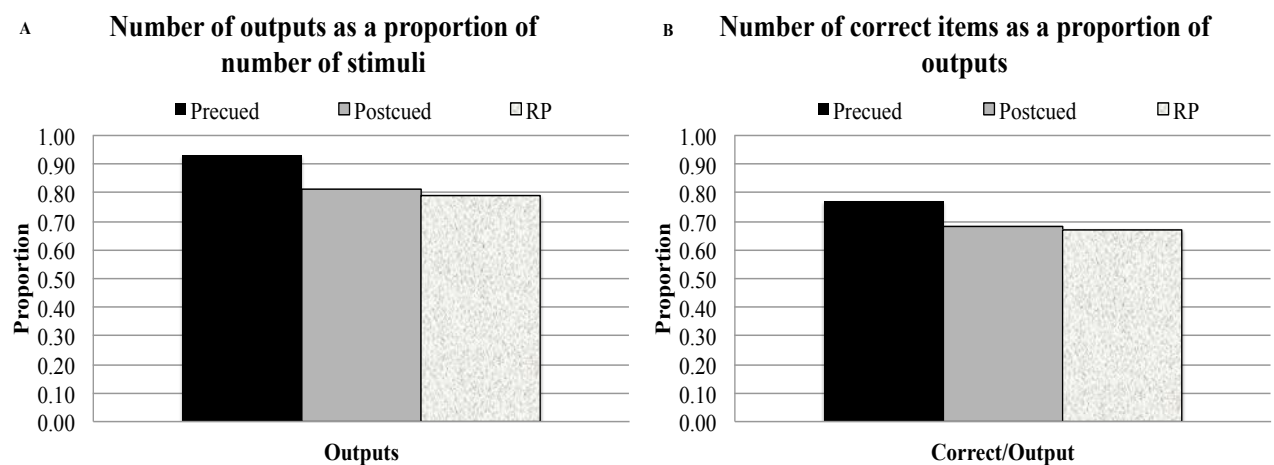 A
Number of outputs as a proportion of
number of stimuli
Precued Postcued RP
1.00
0.90
0.80
0.70
0.60
0.50
0.40
0.30
0.20
0.10
0.00
Proportion
Outputs
B
Number of correct items as a proportion of
outputs
Precued Postcued RP
1.00
0.90
0.80
0.70
0.60
0.50
0.40
0.30
0.20
0.10
0.00
Proportion
Correct/Output